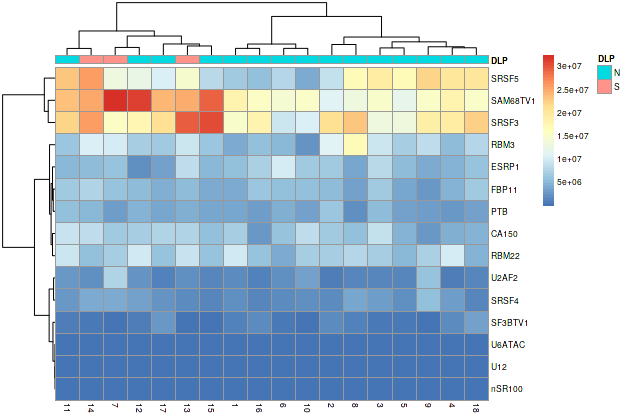 DLP
SRSF5
SAM68TV1
SRSF3
RBM3
ESRP1
FBP11
PTB
CA150
RBM22
U2AF2
SRSF4
SF3BTV1
U6ATAC
U12
nSR100
11 14 7 12 17 13 15 1 16 6 10 2 8 3 5 9 4 18
3e+07
2.5e+07
2e+07
1.5e+07
1e+07
5e+06
DLP
N
S